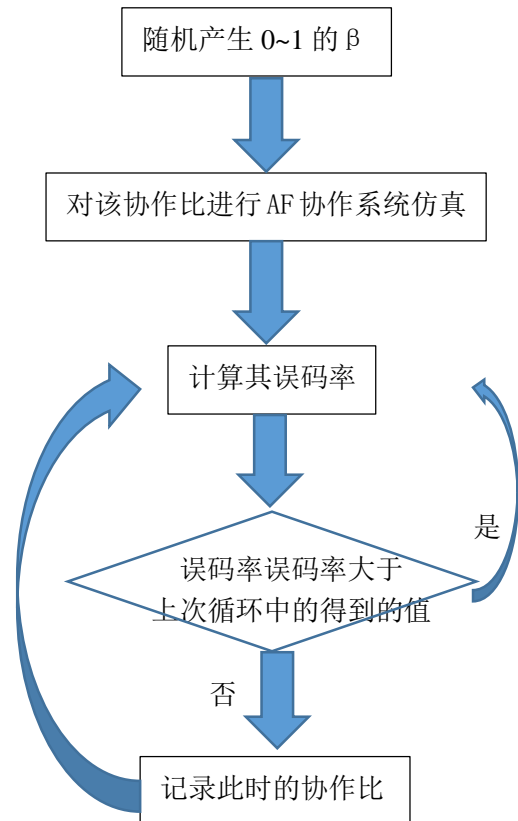 随机产生 0~1 的β
对该协作比进行 AF 协作系统仿真
计算其误码率
是
误码率误码率大于
上次循环中的得到的值
否
记录此时的协作比